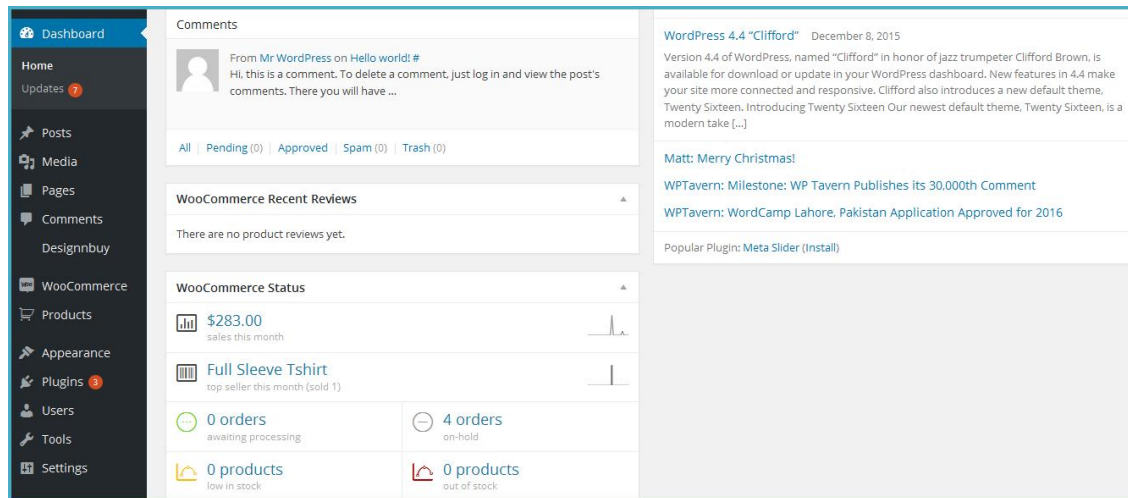 Dashboard
Home
Updates 7
Posts
Media
Pages
Comments
Designnbuy
WooCommerce
Products
Appearance
Plugins 3
Users
Tools
Settings
Comments
From Mr WordPress on Hello world! #
Hi, this is a comment. To delete a comment, just log in and view the post's
comments. There you will have ...
All | Pending (0) | Approved | Spam (0) | Trash (0)
WooCommerce Recent Reviews
There are no product reviews yet.
WooCommerce Status
$283.00
sales this month
Full Sleeve Tshirt
top seller this month (sold 1)
0 orders
awaiting processing
4 orders
on-hold
0 products
low in stock
0 products
out of stock
WordPress 4.4 “Clifford” December 8, 2015
Version 4.4 of WordPress, named “Clifford” in honor of jazz trumpeter Clifford Brown, is
available for download or update in your WordPress dashboard. New features in 4.4 make
your site more connected and responsive. Clifford also introduces a new default theme,
Twenty Sixteen. Introducing Twenty Sixteen Our newest default theme, Twenty Sixteen, is a
modern take [...]
Matt: Merry Christmas!
WPTavern: Milestone: WP Tavern Publishes its 30,000th Comment
WPTavern: WordCamp Lahore, Pakistan Application Approved for 2016
Popular Plugin: Meta Slider (Install)